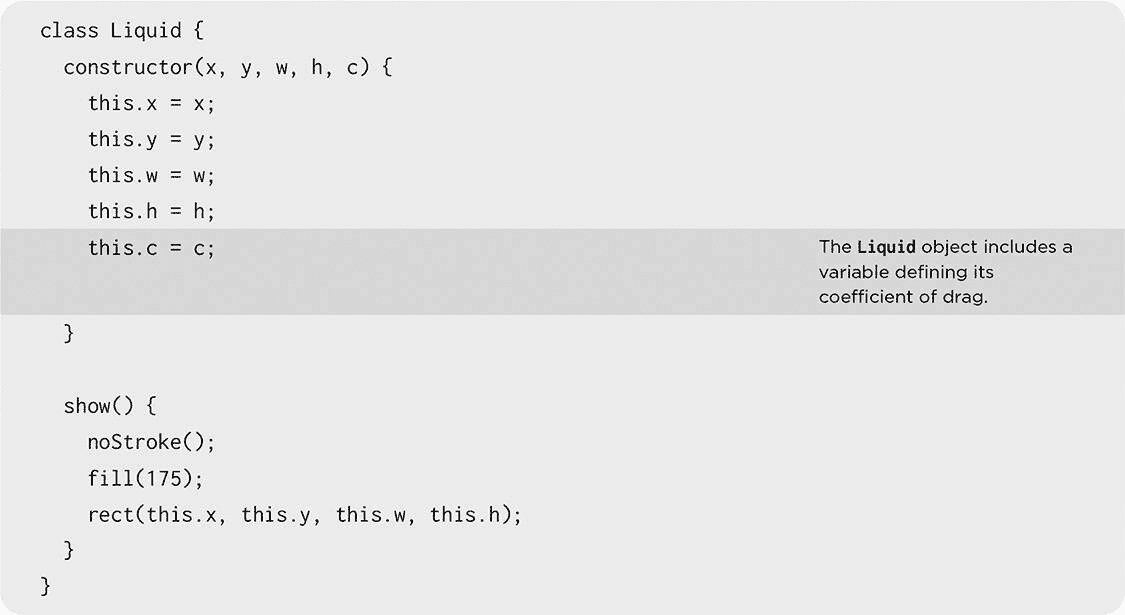 class Liquid {
  constructor(x, y, w, h, c) {
    this.x = x;
    this.y = y;
    this.w = w;
    this.h = h;
    this.c = c;
The Liquid object includes a
variable defining its
coefficient of drag.
  }
  show() {
    noStroke();
    fill(175);
    rect(this.x, this.y, this.w, this.h);
  }
}